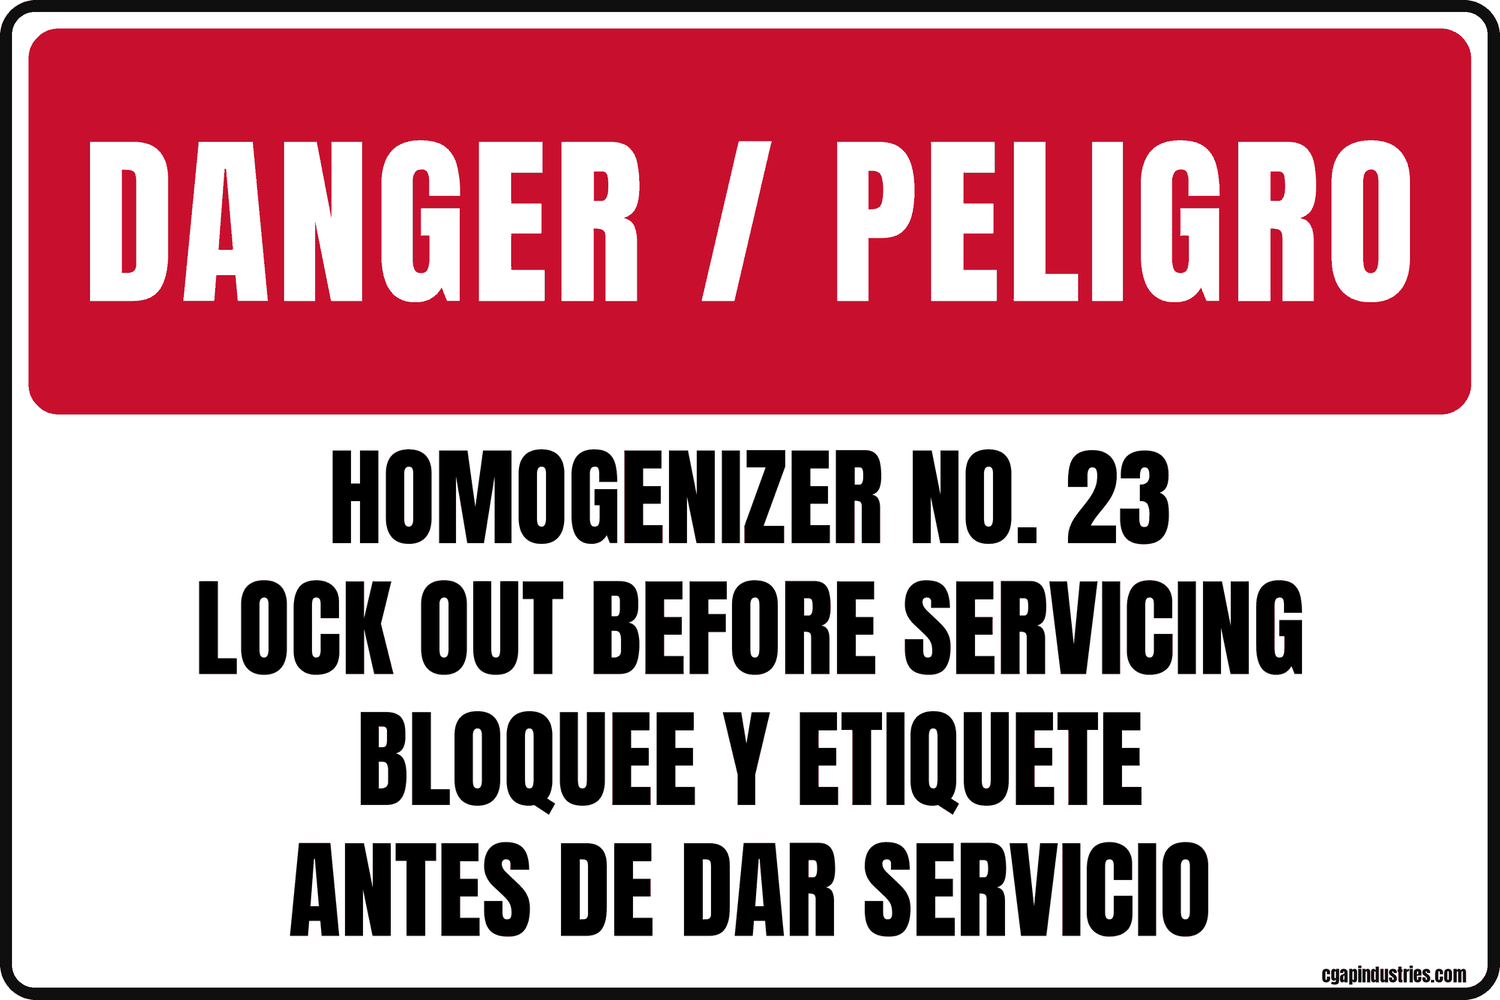 DANGER / PELIGRO
HOMOGENIZER NO. 23
LOCK OUT BEFORE SERVICING
BLOQUEE Y ETIQUETE
ANTES DE DAR SERVICIO
cgapindustries.com